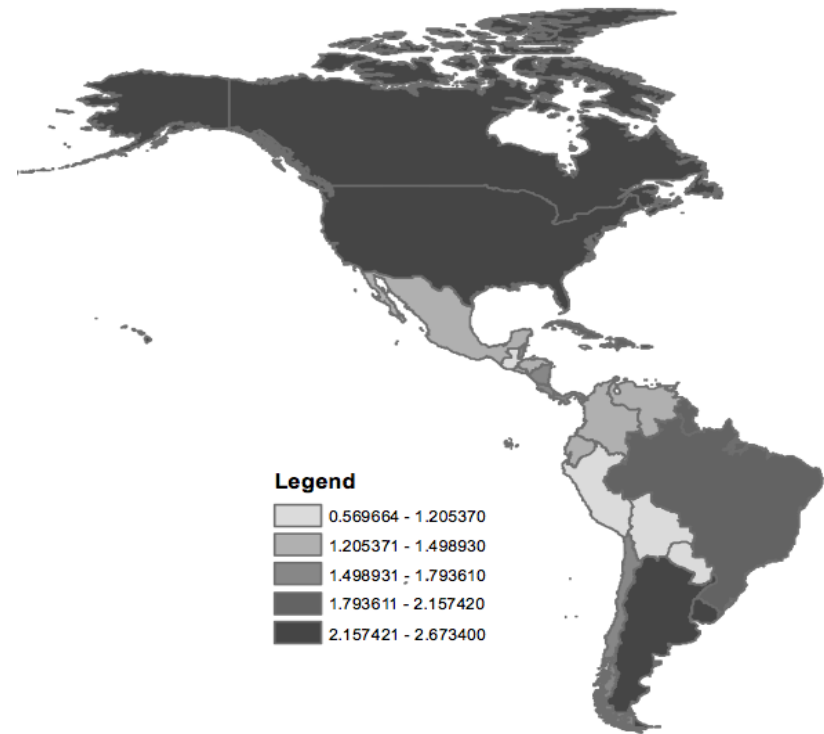 Legend
0.569664 - 1.205370
1.205371 - 1.498930
1.498931 - 1.793610
1.793611 - 2.157420
2.157421 - 2.673400